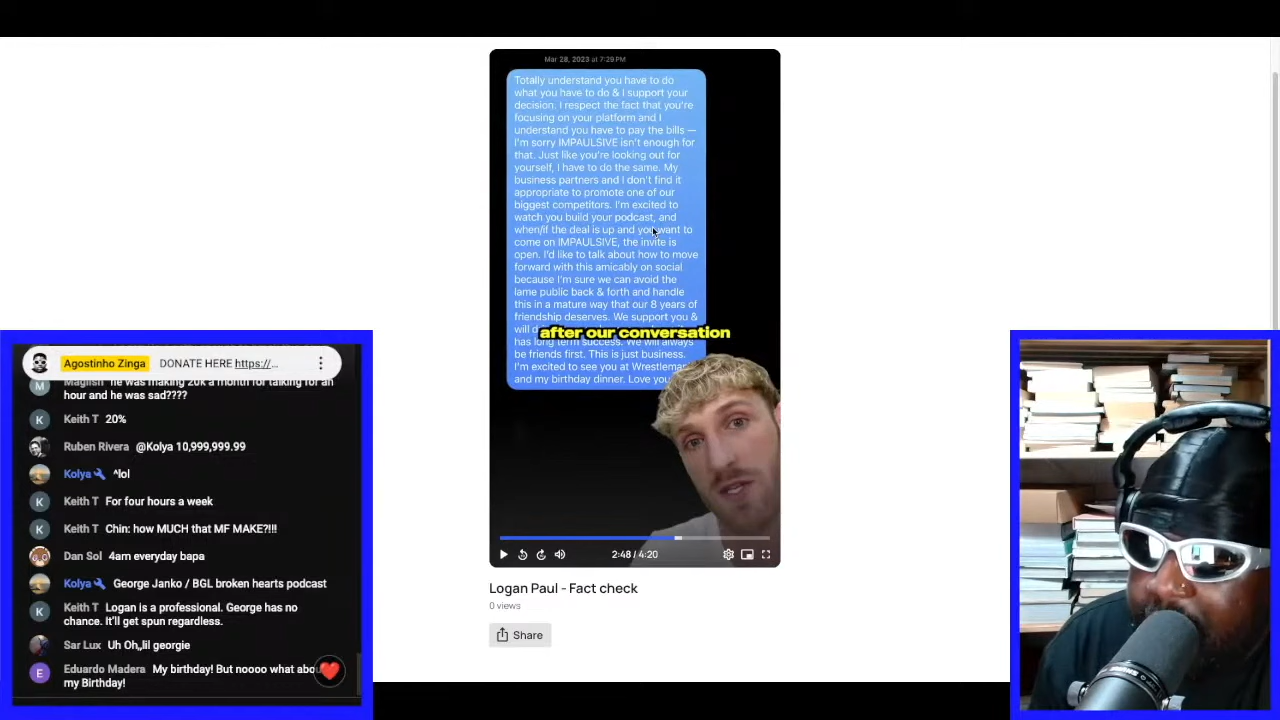 Mar 28, 2023 at 7:29 PM
Totally understand you have to do
what you have to do & I support your
decision. I respect the fact that you're
focusing on your platform and I
understand you have to pay the bills —
I'm sorry IMPAULSIVE isn't enough for
that. Just like you're looking out for
yourself, I have to do the same. My
business partners and I don't find it
appropriate to promote one of our
biggest competitors. I'm excited to
watch you build your podcast, and
when/if the deal is up and you want to
come on IMPAULSIVE, the invite is
open. I'd like to talk about how to move
forward with this amicably on social
because I'm sure we can avoid the
lame public back & forth and handle
this in a mature way that our 8 years of
friendship deserves. We support you &
will
after our conversation
has long term success. We will always
be friends first. This is just business.
I'm excited to see you at
and my birthday dinner. Love you
2:48 / 4:20
Logan Paul - Fact check
0 views
Share
Agostinho Zinga DONATE HERE https://...
Maglish he was making 20k a month for talking for an
hour and he was sad????
Keith T 20%
Ruben Rivera @Kolya 10,999,999.99
Kolya ^lol
Keith T For four hours a week
Keith T Chin: how MUCH that MF MAKE?!!!
Dan Sol 4am everyday bapa
Kolya George Janko / BGL broken hearts podcast
Keith T Logan is a professional. George has no
chance. It'll get spun regardless.
Sar Lux Uh Oh,,lil georgie
Eduardo Madera My birthday! But noooo what
my Birthday!